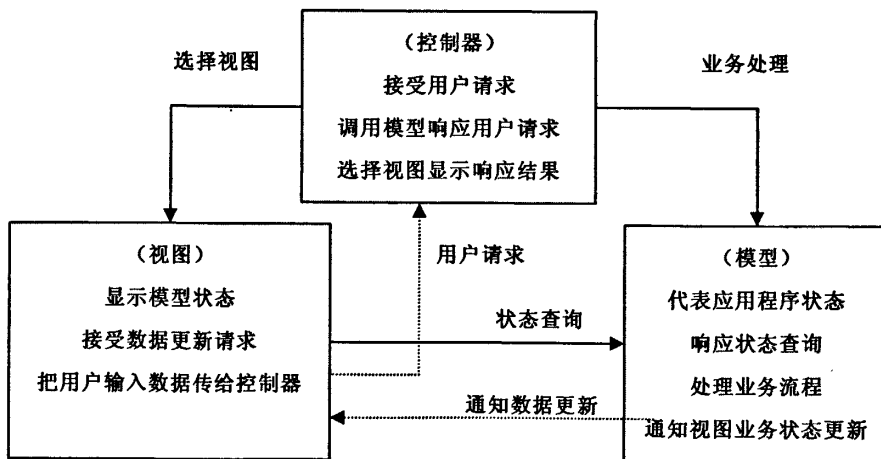 （控制器）
接受用户请求
调用模型响应用户请求
选择视图显示响应结果
选择视图
业务处理
（视图）
显示模型状态
接受数据更新请求
把用户输入数据传给控制器
用户请求
状态查询
通知数据更新
（模型）
代表应用程序状态
响应状态查询
处理业务流程
通知视图业务状态更新